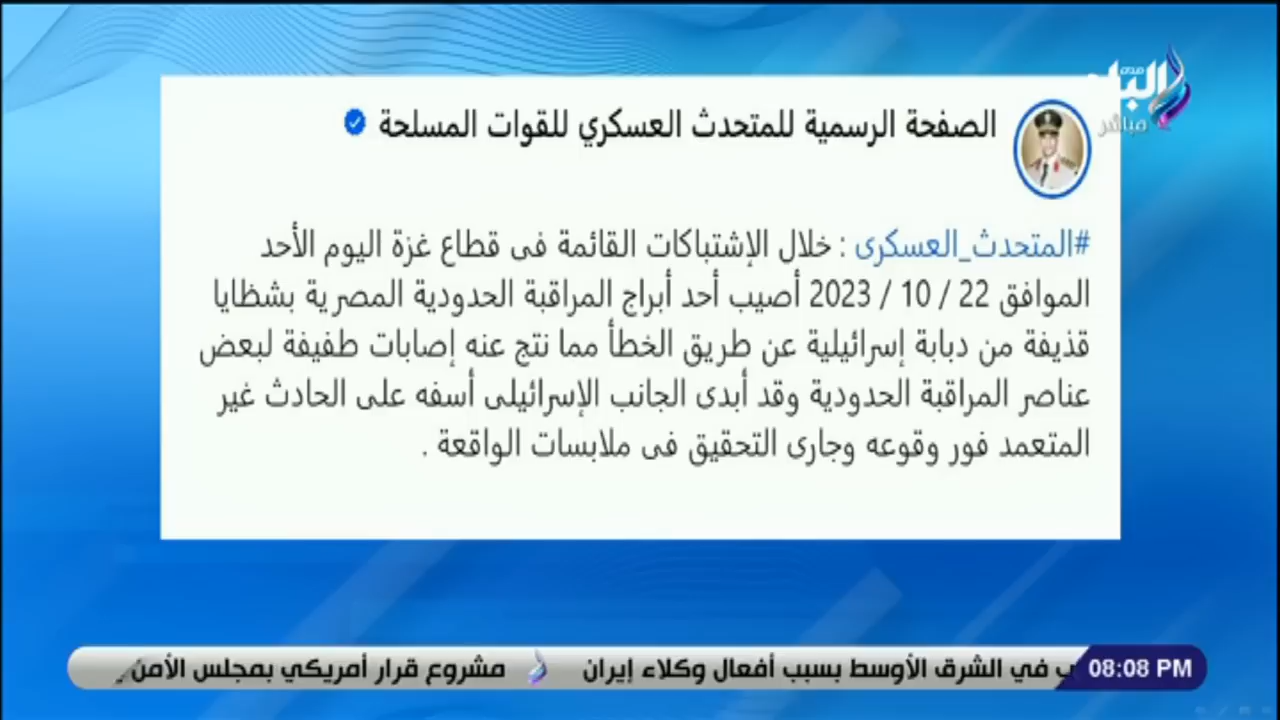 البلد
مباشر
الصفحة الرسمية للمتحدث العسكري للقوات المسلحة
#المتحدث_العسكرى : خلال الإشتباكات القائمة فى قطاع غزة اليوم الأحد
الموافق 22 / 10 / 2023 أصيب أحد أبراج المراقبة الحدودية المصرية بشظايا
قذيفة من دبابة إسرائيلية عن طريق الخطأ مما نتج عنه إصابات طفيفة لبعض
عناصر المراقبة الحدودية وقد أبدى الجانب الإسرائيلى أسفه على الحادث غير
المتعمد فور وقوعه وجارى التحقيق فى ملابسات الواقعة .
08:08 PM
في الشرق الأوسط بسبب أفعال وكلاء إيران مشروع قرار أمريكي بمجلس الأمن